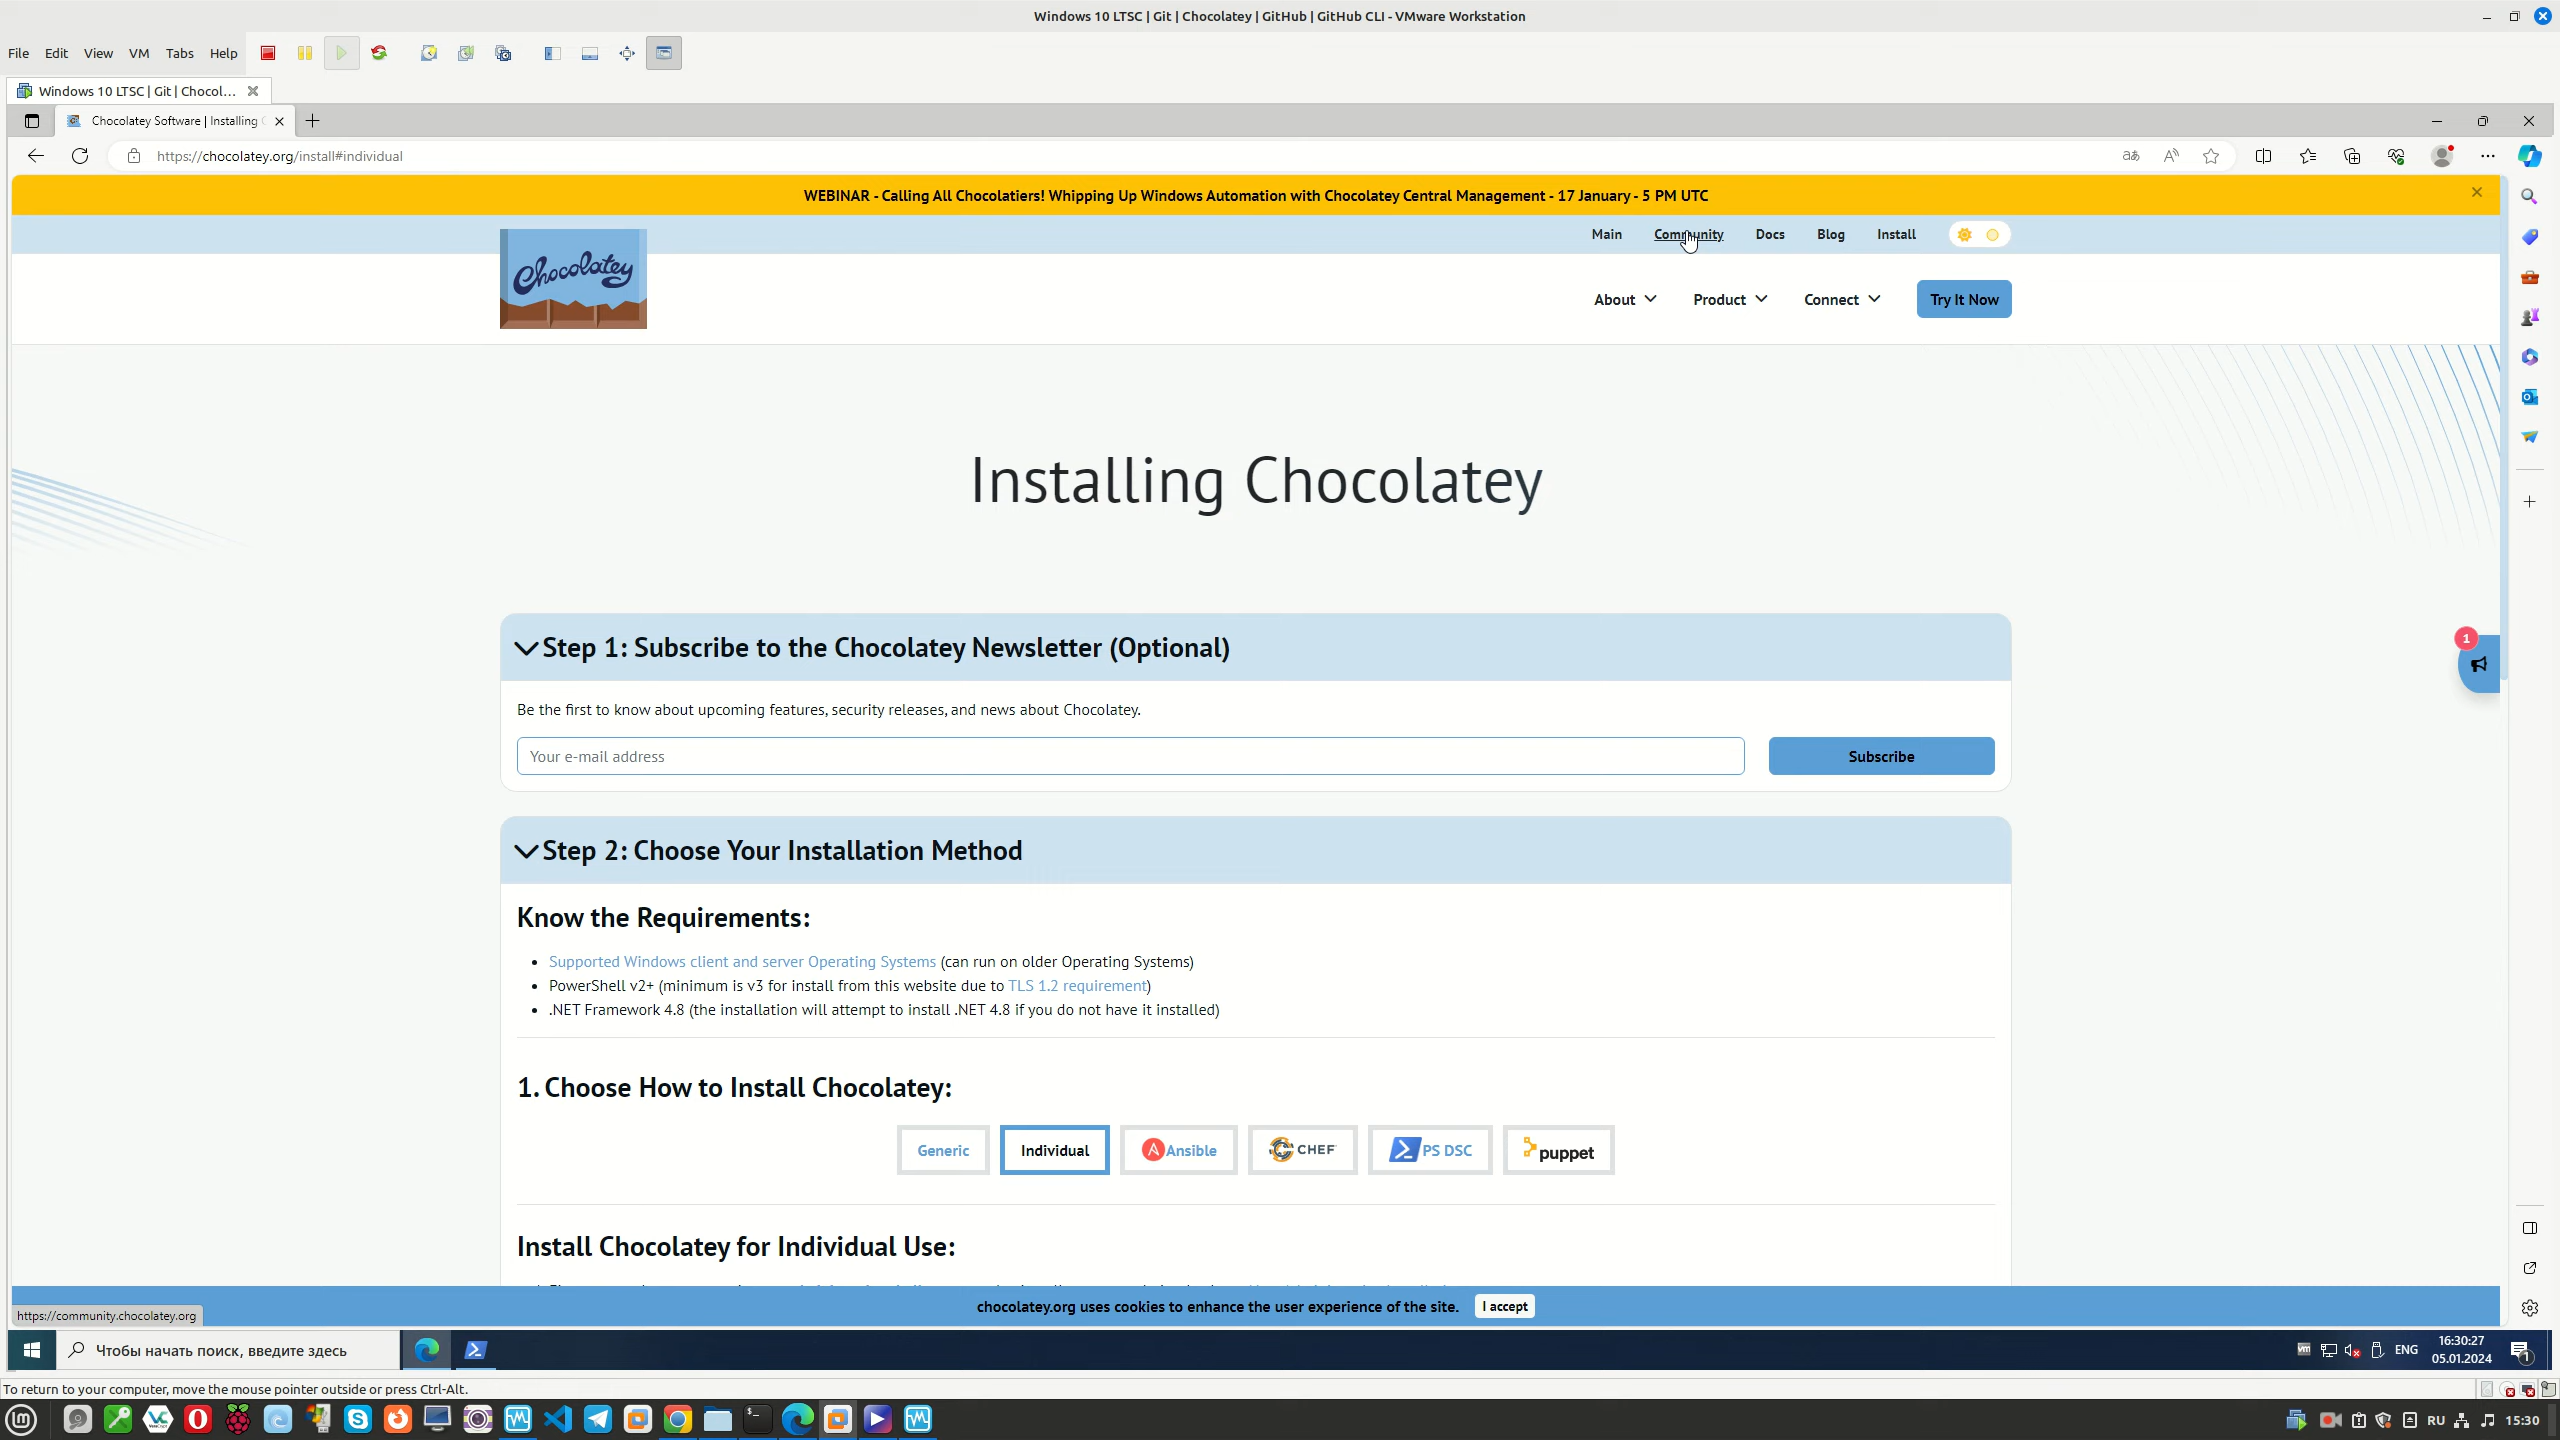 Windows 10 LTSC | Git | Chocolatey | GitHub | GitHub CLI - VMware Workstation
File Edit View VM Tabs Help
Windows 10 LTSC | Git | Chocol...
Chocolatey Software | Installing
https://chocolatey.org/install#individual
WEBINAR - Calling All Chocolatiers! Whipping Up Windows Automation with Chocolatey Central Management - 17 January - 5 PM UTC
Main Community Docs Blog Install
Chocolatey
About Product Connect Try It Now
Installing Chocolatey
1
Step 1: Subscribe to the Chocolatey Newsletter (Optional)
Be the first to know about upcoming features, security releases, and news about Chocolatey.
Your e-mail address Subscribe
Step 2: Choose Your Installation Method
Know the Requirements:
• Supported Windows client and server Operating Systems (can run on older Operating Systems)
• PowerShell v2+ (minimum is v3 for install from this website due to TLS 1.2 requirement)
• .NET Framework 4.8 (the installation will attempt to install .NET 4.8 if you do not have it installed)
1. Choose How to Install Chocolatey:
Generic Individual Ansible CHEF PS DSC puppet
Install Chocolatey for Individual Use:
chocolatey.org uses cookies to enhance the user experience of the site. I accept
https://community.chocolatey.org
Чтобы начать поиск, введите здесь
ENG
16:30:27
05.01.2024
1
To return to your computer, move the mouse pointer outside or press Ctrl-Alt.
RU 15:30